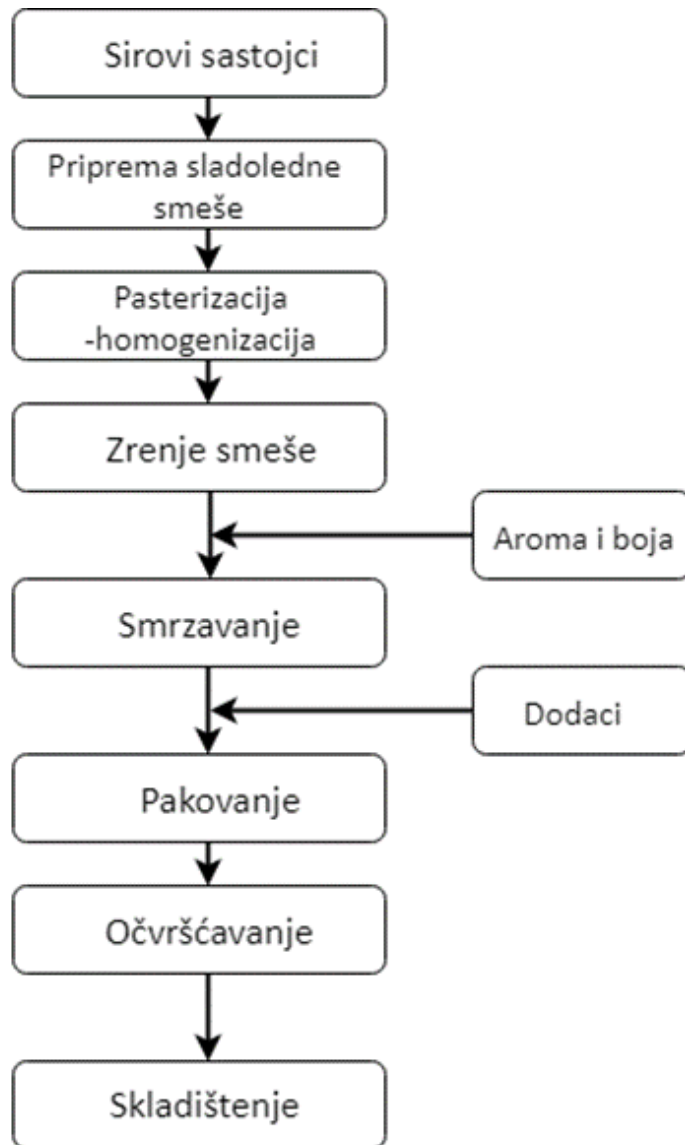 Sirovi sastojci
Priprema sladoledne
smeše
Pasterizacija
-homogenizacija
Zrenje smeše
Aroma i boja
Smrzavanje
Dodaci
Pakovanje
Očvršćavanje
Skladištenje